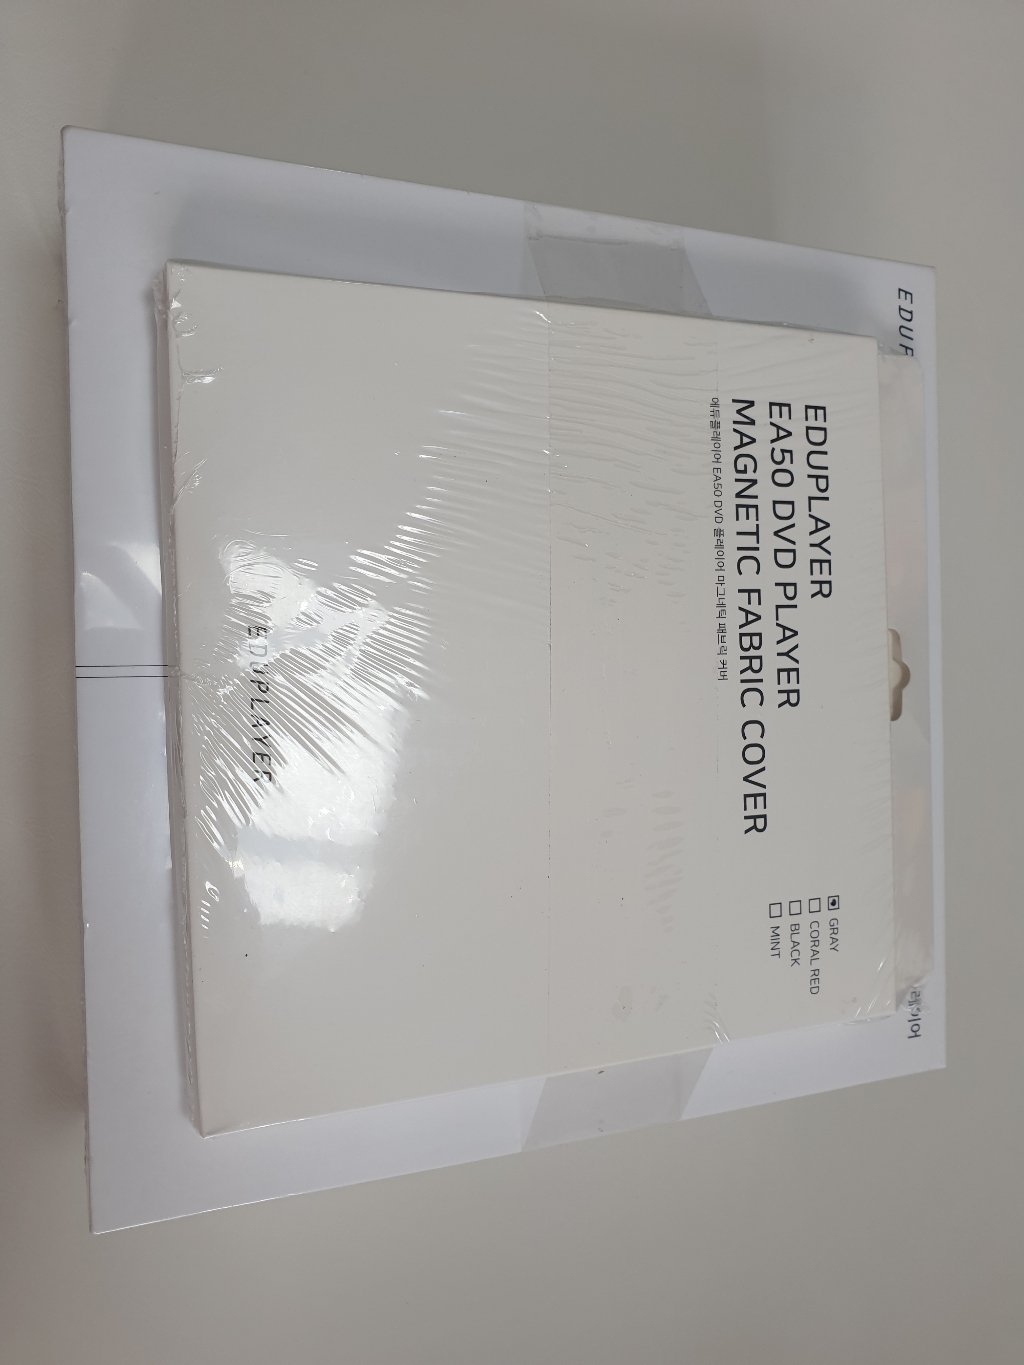 EDUPLAYER
EA50 DVD PLAYER
MAGNETIC FABRIC COVER
에듀플레이어 EA50 DVD 플레이어 마그네틱 패브릭 커버
GRAY
CORAL RED
BLACK
MINT
EDUPLAYER